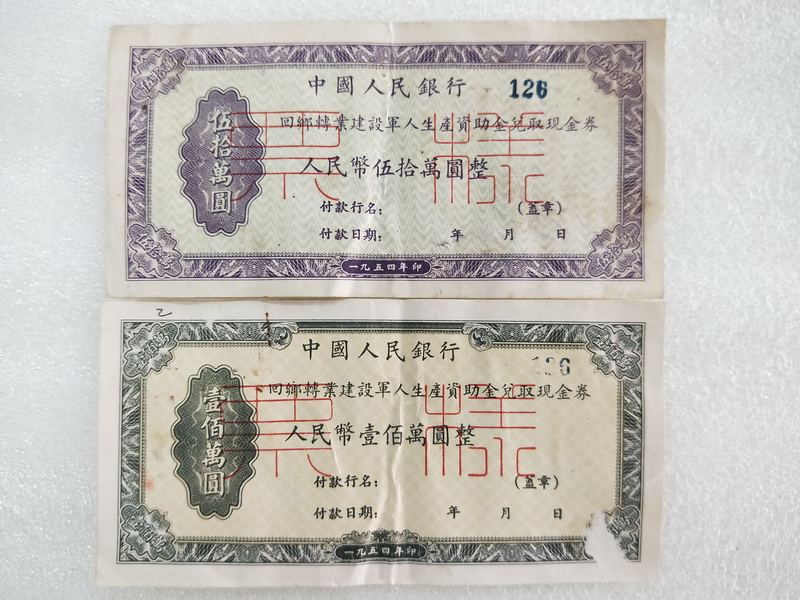 中國人民銀行 126
回鄉轉業建設軍人生產資助金兌取現金券
伍拾萬圓
人民幣伍拾萬圓整
樣票
付款行名： （蓋章）
付款日期： 年 月 日
一九五四年印
中國人民銀行
回鄉轉業建設軍人生產資助金兌取現金券
壹佰萬圓
人民幣壹佰萬圓整
樣票
付款行名： （蓋章）
付款日期： 年 月 日
一九五四年印